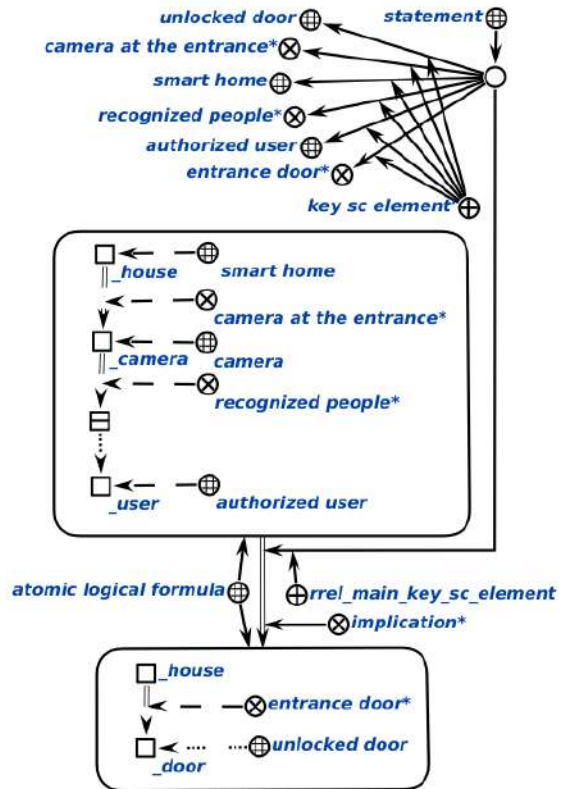 unlocked door
statement
camera at the entrance*
smart home
recognized people*
authorized user
entrance door*
key sc element*
_house
smart home
camera at the entrance*
_camera
camera
recognized people*
_user
authorized user
atomic logical formula
rrel_main_key_sc_element
implication*
_house
entrance door*
unlocked door
_door